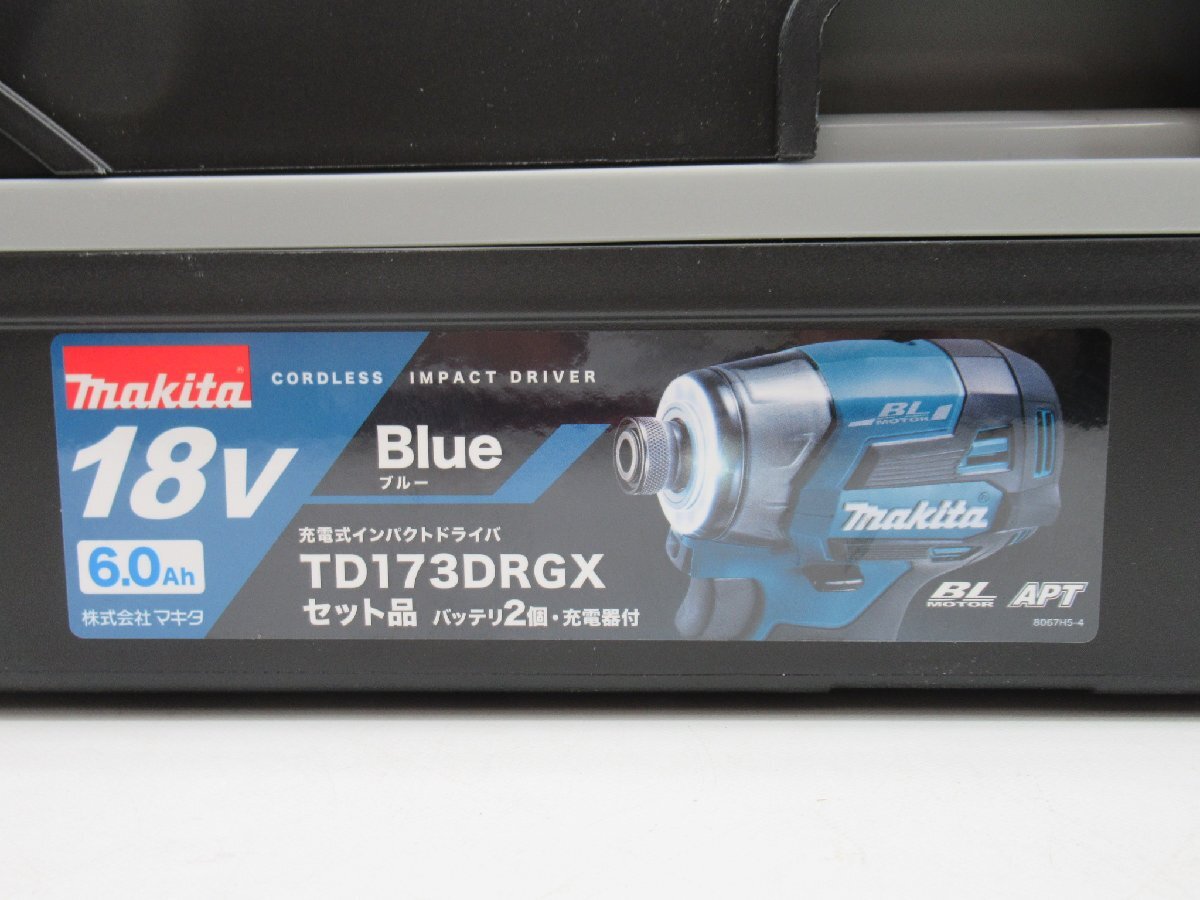 makita®
CORDLESS IMPACT DRIVER
18V
Blue
ブルー
6.0Ah
株式会社マキタ
充電式インパクトドライバ
TD173DRGX
セット品 バッテリ2個・充電器付
BL
MOTOR
makita®
BL
MOTOR
APT
8067H5-4